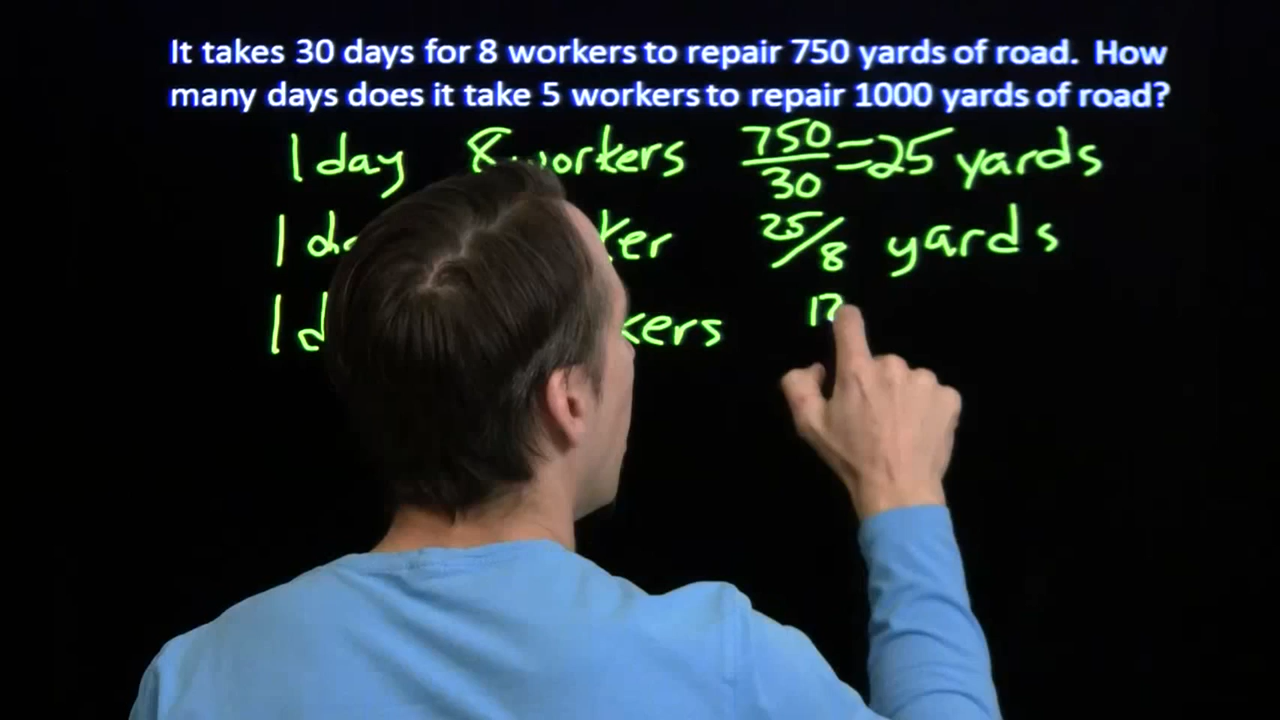 It takes 30 days for 8 workers to repair 750 yards of road. How
many days does it take 5 workers to repair 1000 yards of road?
1 day 8 workers 750/30 = 25 yards
1 25/8 yards
1